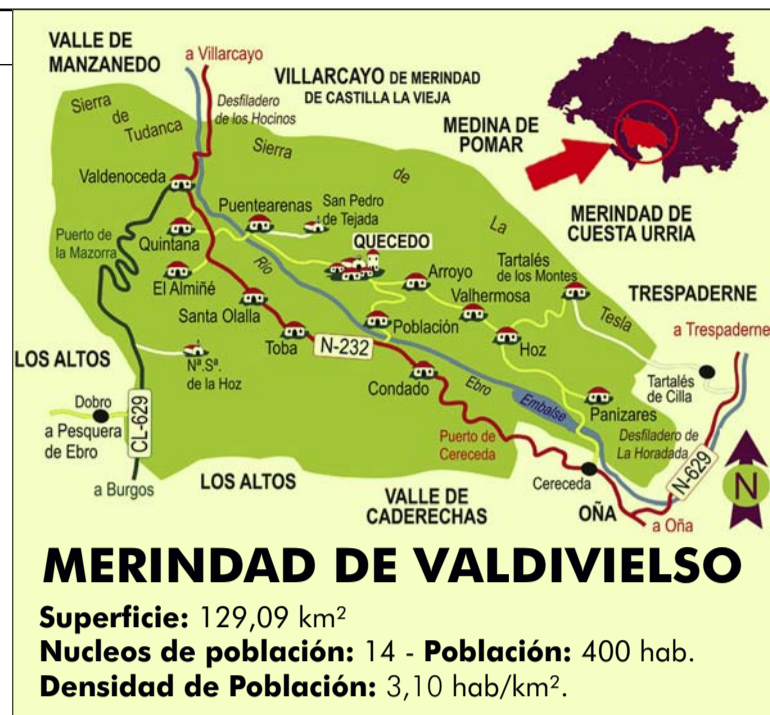 VALLE DE
MANZANEDO
a Villarcayo
VILLARCAYO DE MERINDAD
DE CASTILLA LA VIEJA
Sierra
de
Tudanca
Desfiladero
de los Hocinos
MEDINA DE
POMAR
Sierra
de
La
Tesla
Valdenoceda
Puentearenas
San Pedro
de Tejada
MERINDAD DE
CUESTA URRIA
Puerto de
la Mazorra
Quintana
QUECEDO
Río
Ebro
El Almiñé
Arroyo
Tartalés
de los Montes
Valhermosa
TRESPADERNE
Santa Olalla
Población
a Trespaderne
Toba
N-232
Hoz
LOS ALTOS
Nª.Sª.
de la Hoz
Condado
Tartalés
de Cilla
Embalse
Panizares
Dobro
a Pesquera
de Ebro
CL-629
Puerto de
Cereceda
Desfiladero de
La Horadada
N-629
N
a Burgos
LOS ALTOS
VALLE DE
CADERECHAS
Cereceda
OÑA
a Oña
MERINDAD DE VALDIVIELSO
Superficie: 129,09 km²
Nucleos de población: 14 - Población: 400 hab.
Densidad de Población: 3,10 hab/km².